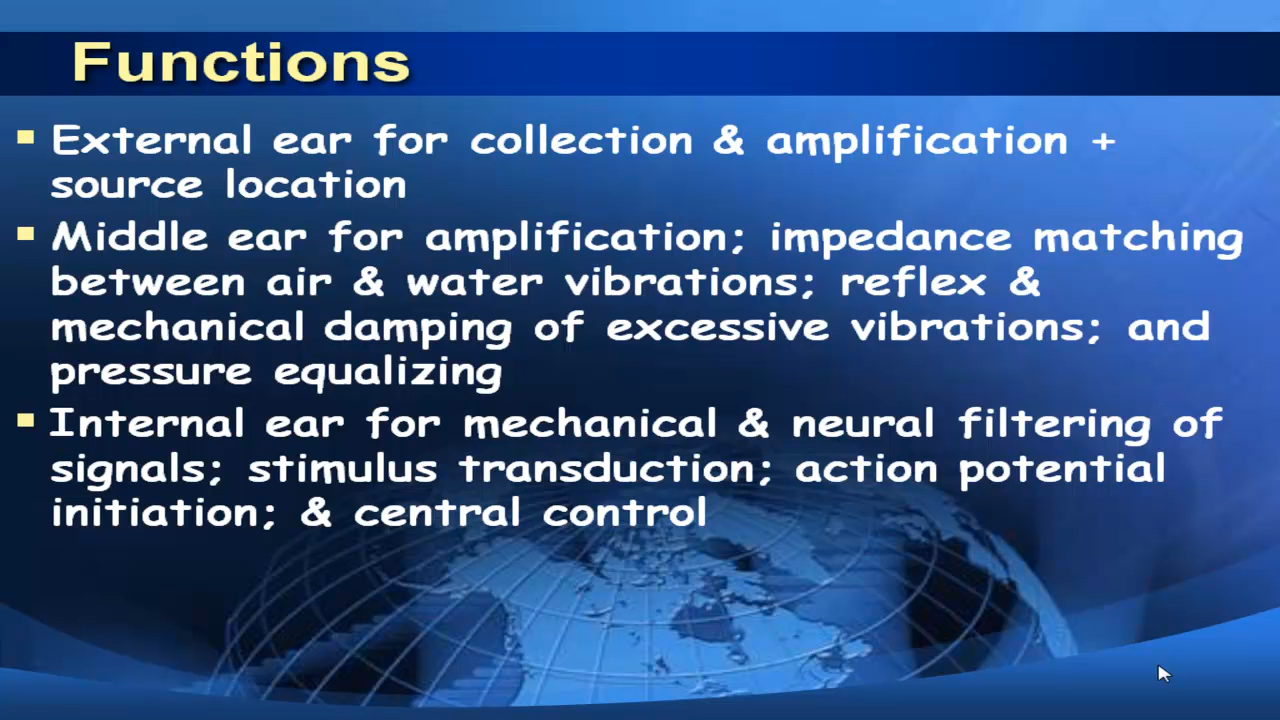 Functions
External ear for collection & amplification +
source location
Middle ear for amplification; impedance matching
between air & water vibrations; reflex &
mechanical damping of excessive vibrations; and
pressure equalizing
Internal ear for mechanical & neural filtering of
signals; stimulus transduction; action potential
initiation; & central control